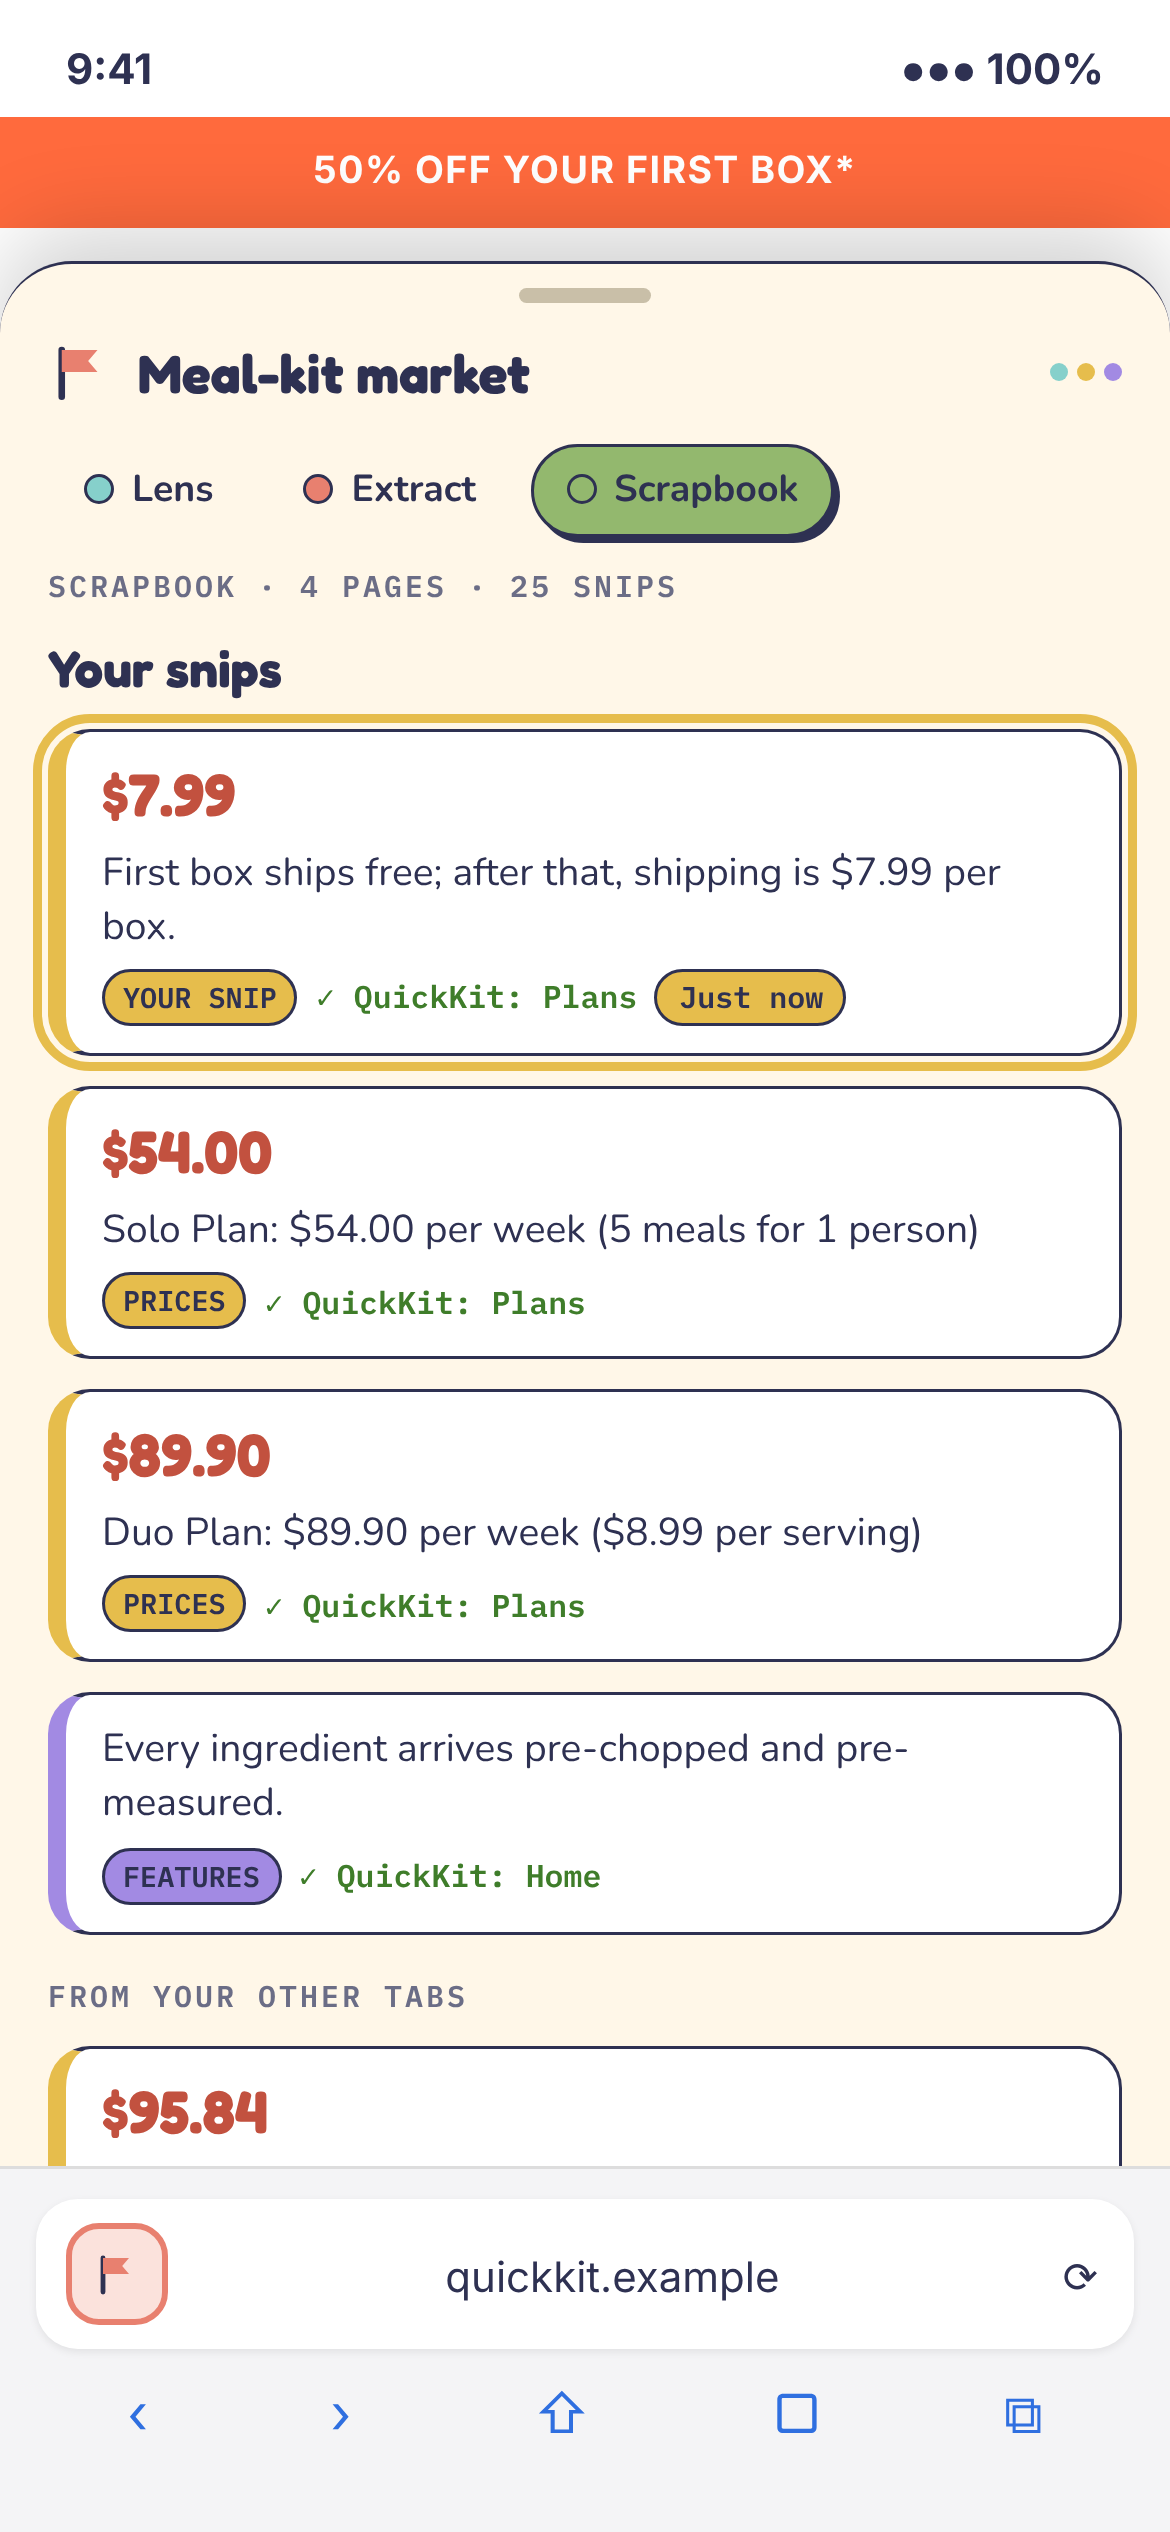 9:41
●●● 100%
50% OFF YOUR FIRST BOX*
Meal-kit market
Lens
Extract
Scrapbook
SCRAPBOOK · 4 PAGES · 25 SNIPS
Your snips
$7.99
First box ships free; after that, shipping is $7.99 per
box.
YOUR SNIP ✓ QuickKit: Plans Just now
$54.00
Solo Plan: $54.00 per week (5 meals for 1 person)
PRICES ✓ QuickKit: Plans
$89.90
Duo Plan: $89.90 per week ($8.99 per serving)
PRICES ✓ QuickKit: Plans
Every ingredient arrives pre-chopped and pre-
measured.
FEATURES ✓ QuickKit: Home
FROM YOUR OTHER TABS
$95.84
quickkit.example